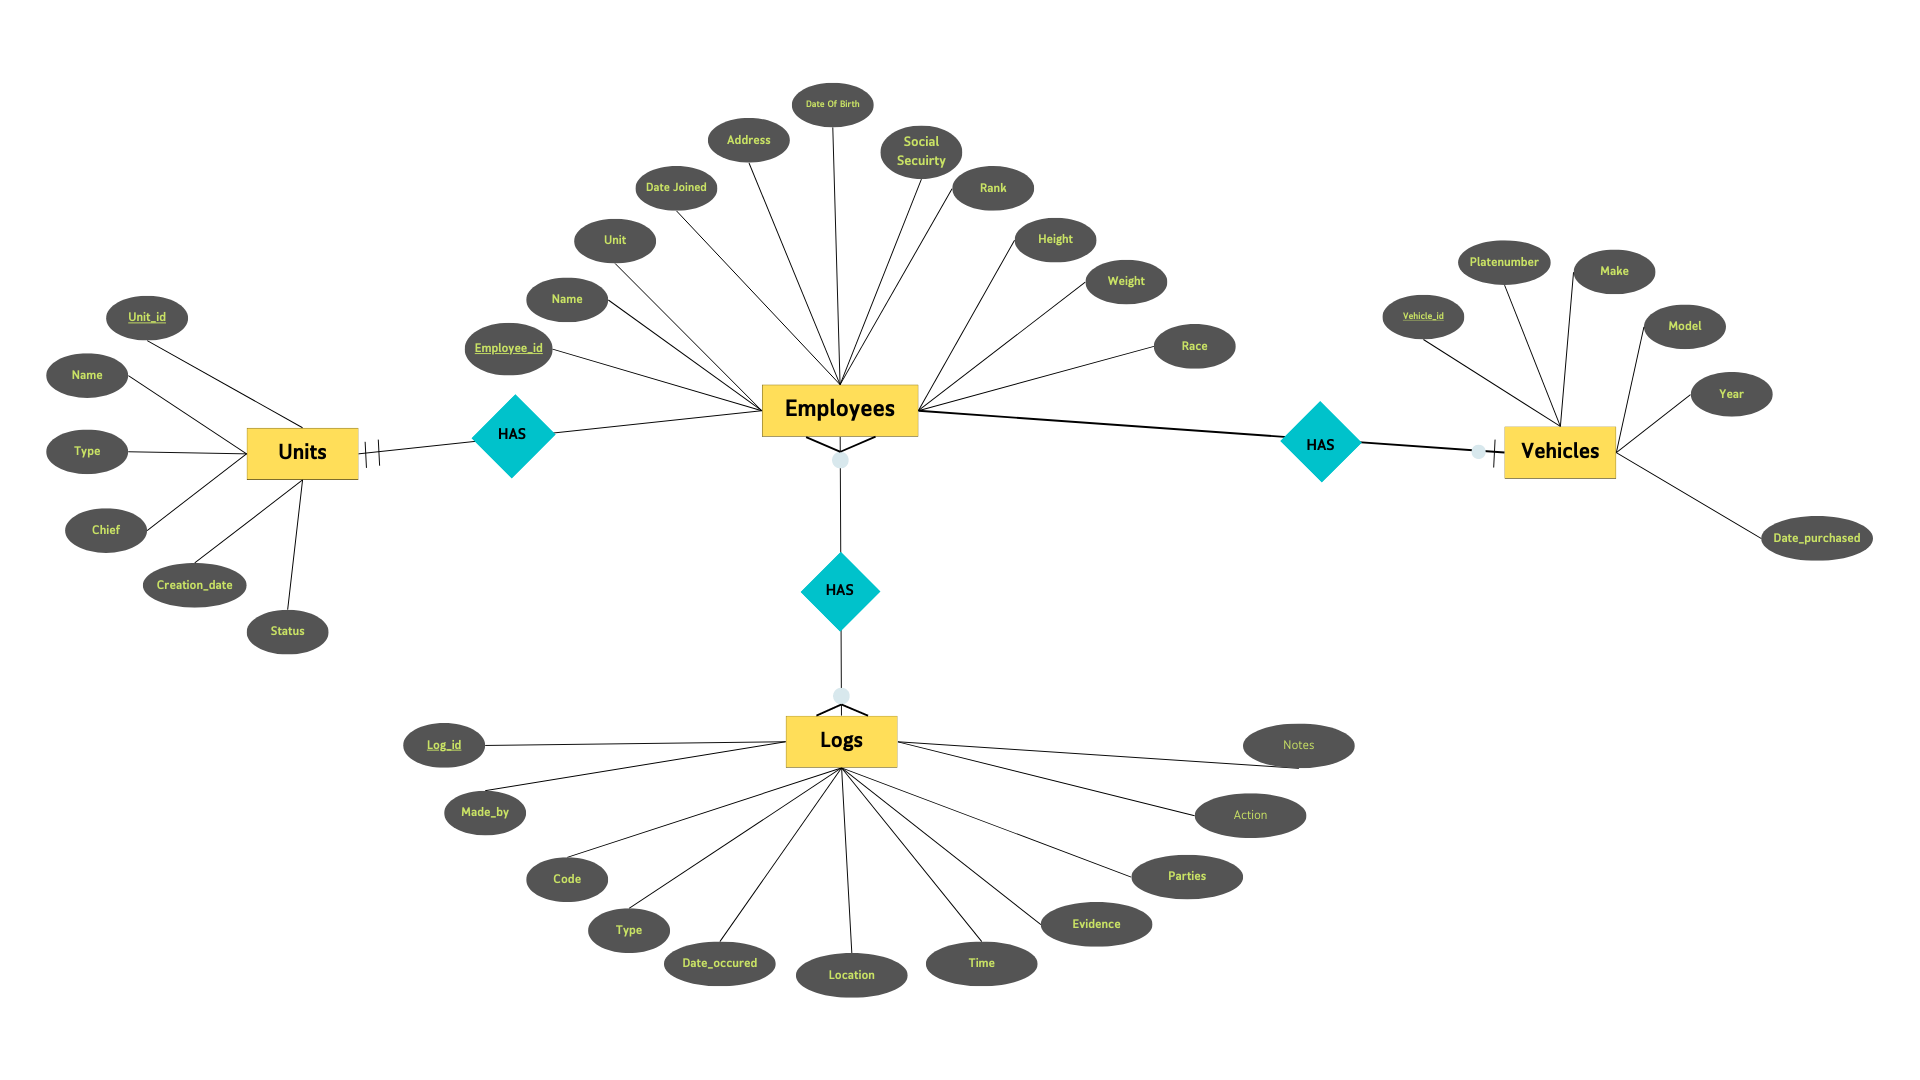 Date Of Birth
Address
Social
Secuirty
Date Joined
Rank
Unit
Height
Platenumber
Make
Weight
Name
Unit_id
Vehicle_id
Model
Employee_id
Race
Name
Year
Employees
HAS
HAS
Type
Units
Vehicles
Chief
Date_purchased
Creation_date
HAS
Status
Logs
Log_id
Notes
Made_by
Action
Code
Parties
Type
Evidence
Date_occured
Time
Location